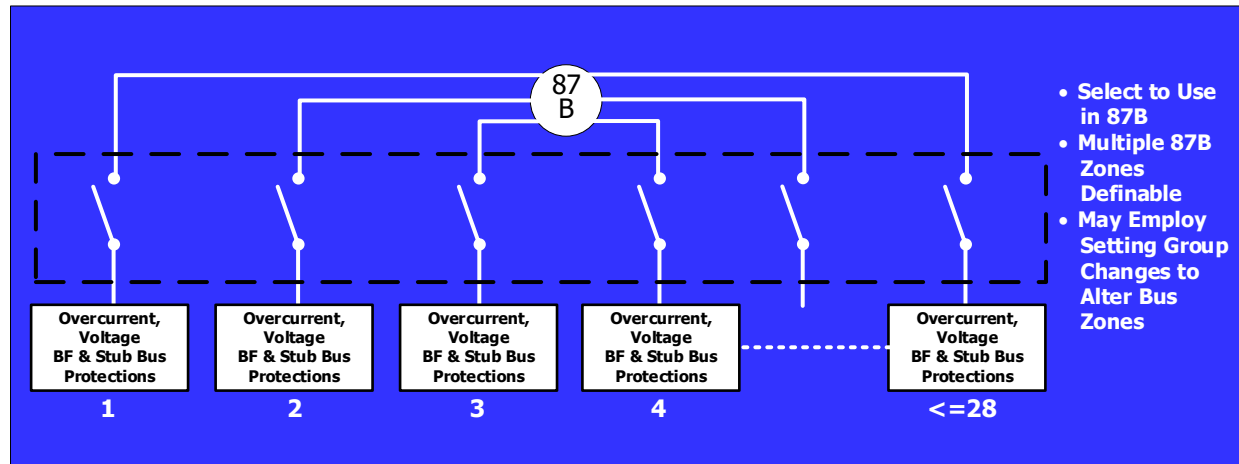 87
B
• Select to Use
in 87B
• Multiple 87B
Zones
Definable
• May Employ
Setting Group
Changes to
Alter Bus
Zones
Overcurrent,
Voltage
BF & Stub Bus
Protections
1
Overcurrent,
Voltage
BF & Stub Bus
Protections
2
Overcurrent,
Voltage
BF & Stub Bus
Protections
3
Overcurrent,
Voltage
BF & Stub Bus
Protections
4
Overcurrent,
Voltage
BF & Stub Bus
Protections
<=28